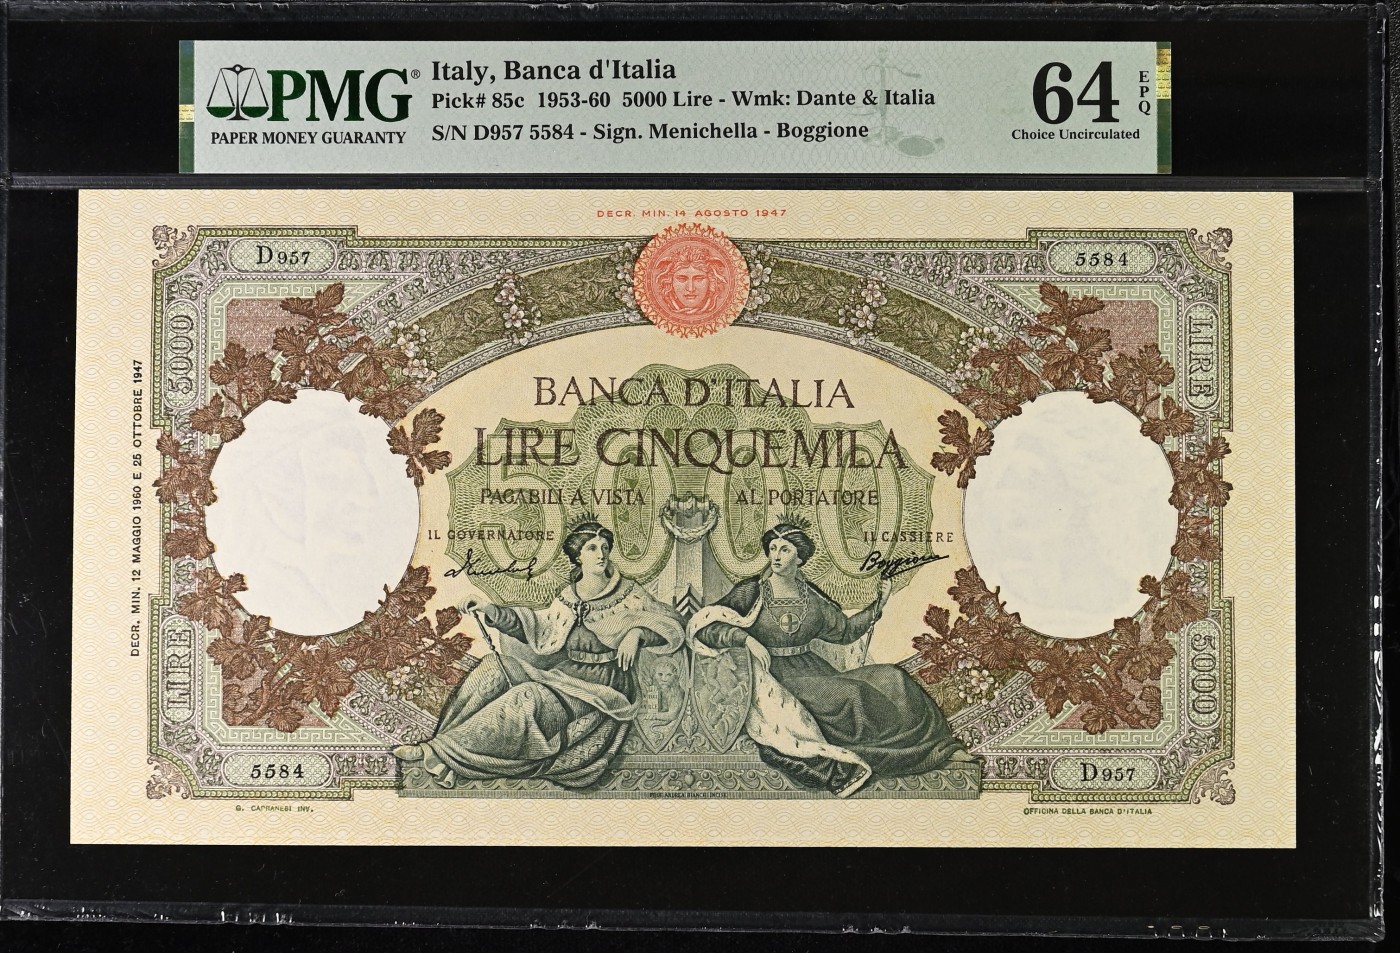 PMG®
PAPER MONEY GUARANTY
Italy, Banca d'Italia
Pick# 85c 1953-60 5000 Lire - Wmk: Dante & Italia
S/N D957 5584 - Sign. Menichella - Boggione
64 EPQ
Choice Uncirculated
DECR. MIN. 14 AGOSTO 1947
D957
5584
5000
LIRE
DECR. MIN. 12 MAGGIO 1960 E 25 OTTOBRE 1947
BANCA D'ITALIA
LIRE CINQUEMILA
5000
PAGABILI A VISTA AL PORTATORE
IL GOVERNATORE
IL CASSIERE
Boggione
LIRE
5000
5584
D957
G. CAPRANESI INV.
OFFICINA DELLA BANCA D'ITALIA